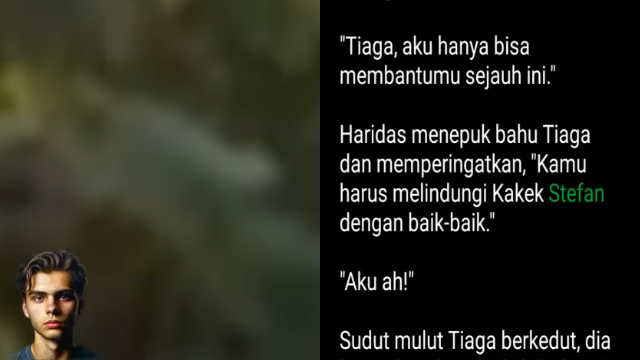 "Tiaga, aku hanya bisa
membantumu sejauh ini."
Haridas menepuk bahu Tiaga
dan memperingatkan, "Kamu
harus melindungi Kakek Stefan
dengan baik-baik."
"Aku ah!"
Sudut mulut Tiaga berkedut, dia